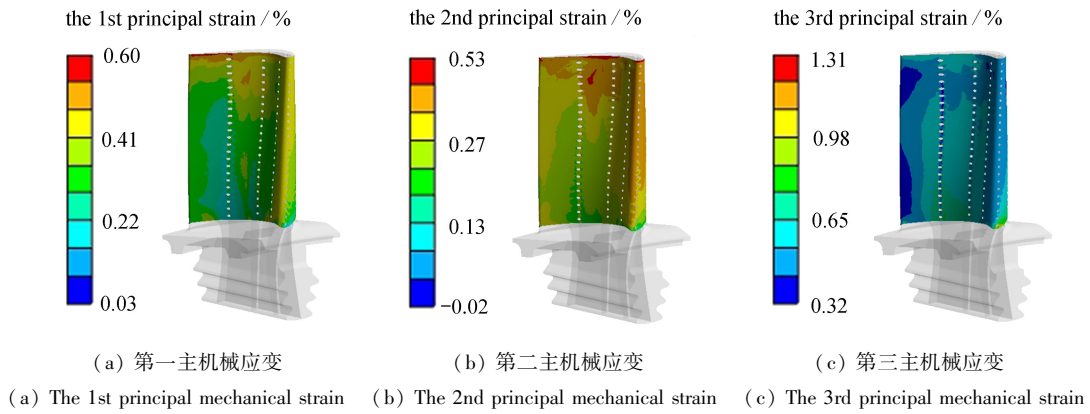 the 1st principal strain / %
0.60
0.41
0.22
0.03
(a) 第一主机械应变
(a) The 1st principal mechanical strain
the 2nd principal strain / %
0.53
0.27
0.13
−0.02
(b) 第二主机械应变
(b) The 2nd principal mechanical strain
the 3rd principal strain / %
1.31
0.98
0.65
0.32
(c) 第三主机械应变
(c) The 3rd principal mechanical strain